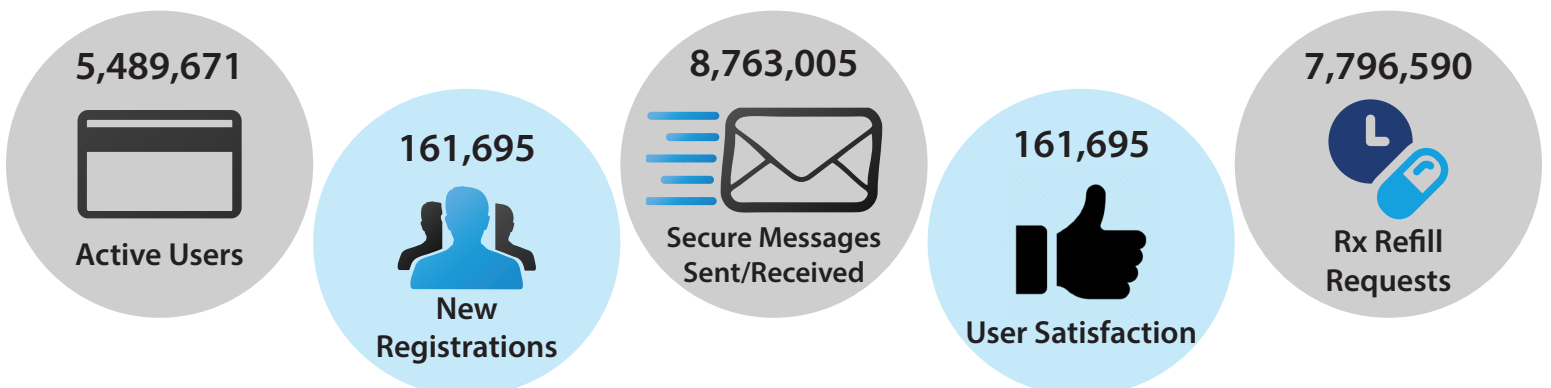 5,489,671
Active Users
161,695
New
Registrations
8,763,005
Secure Messages
Sent/Received
161,695
User Satisfaction
7,796,590
Rx Refill
Requests